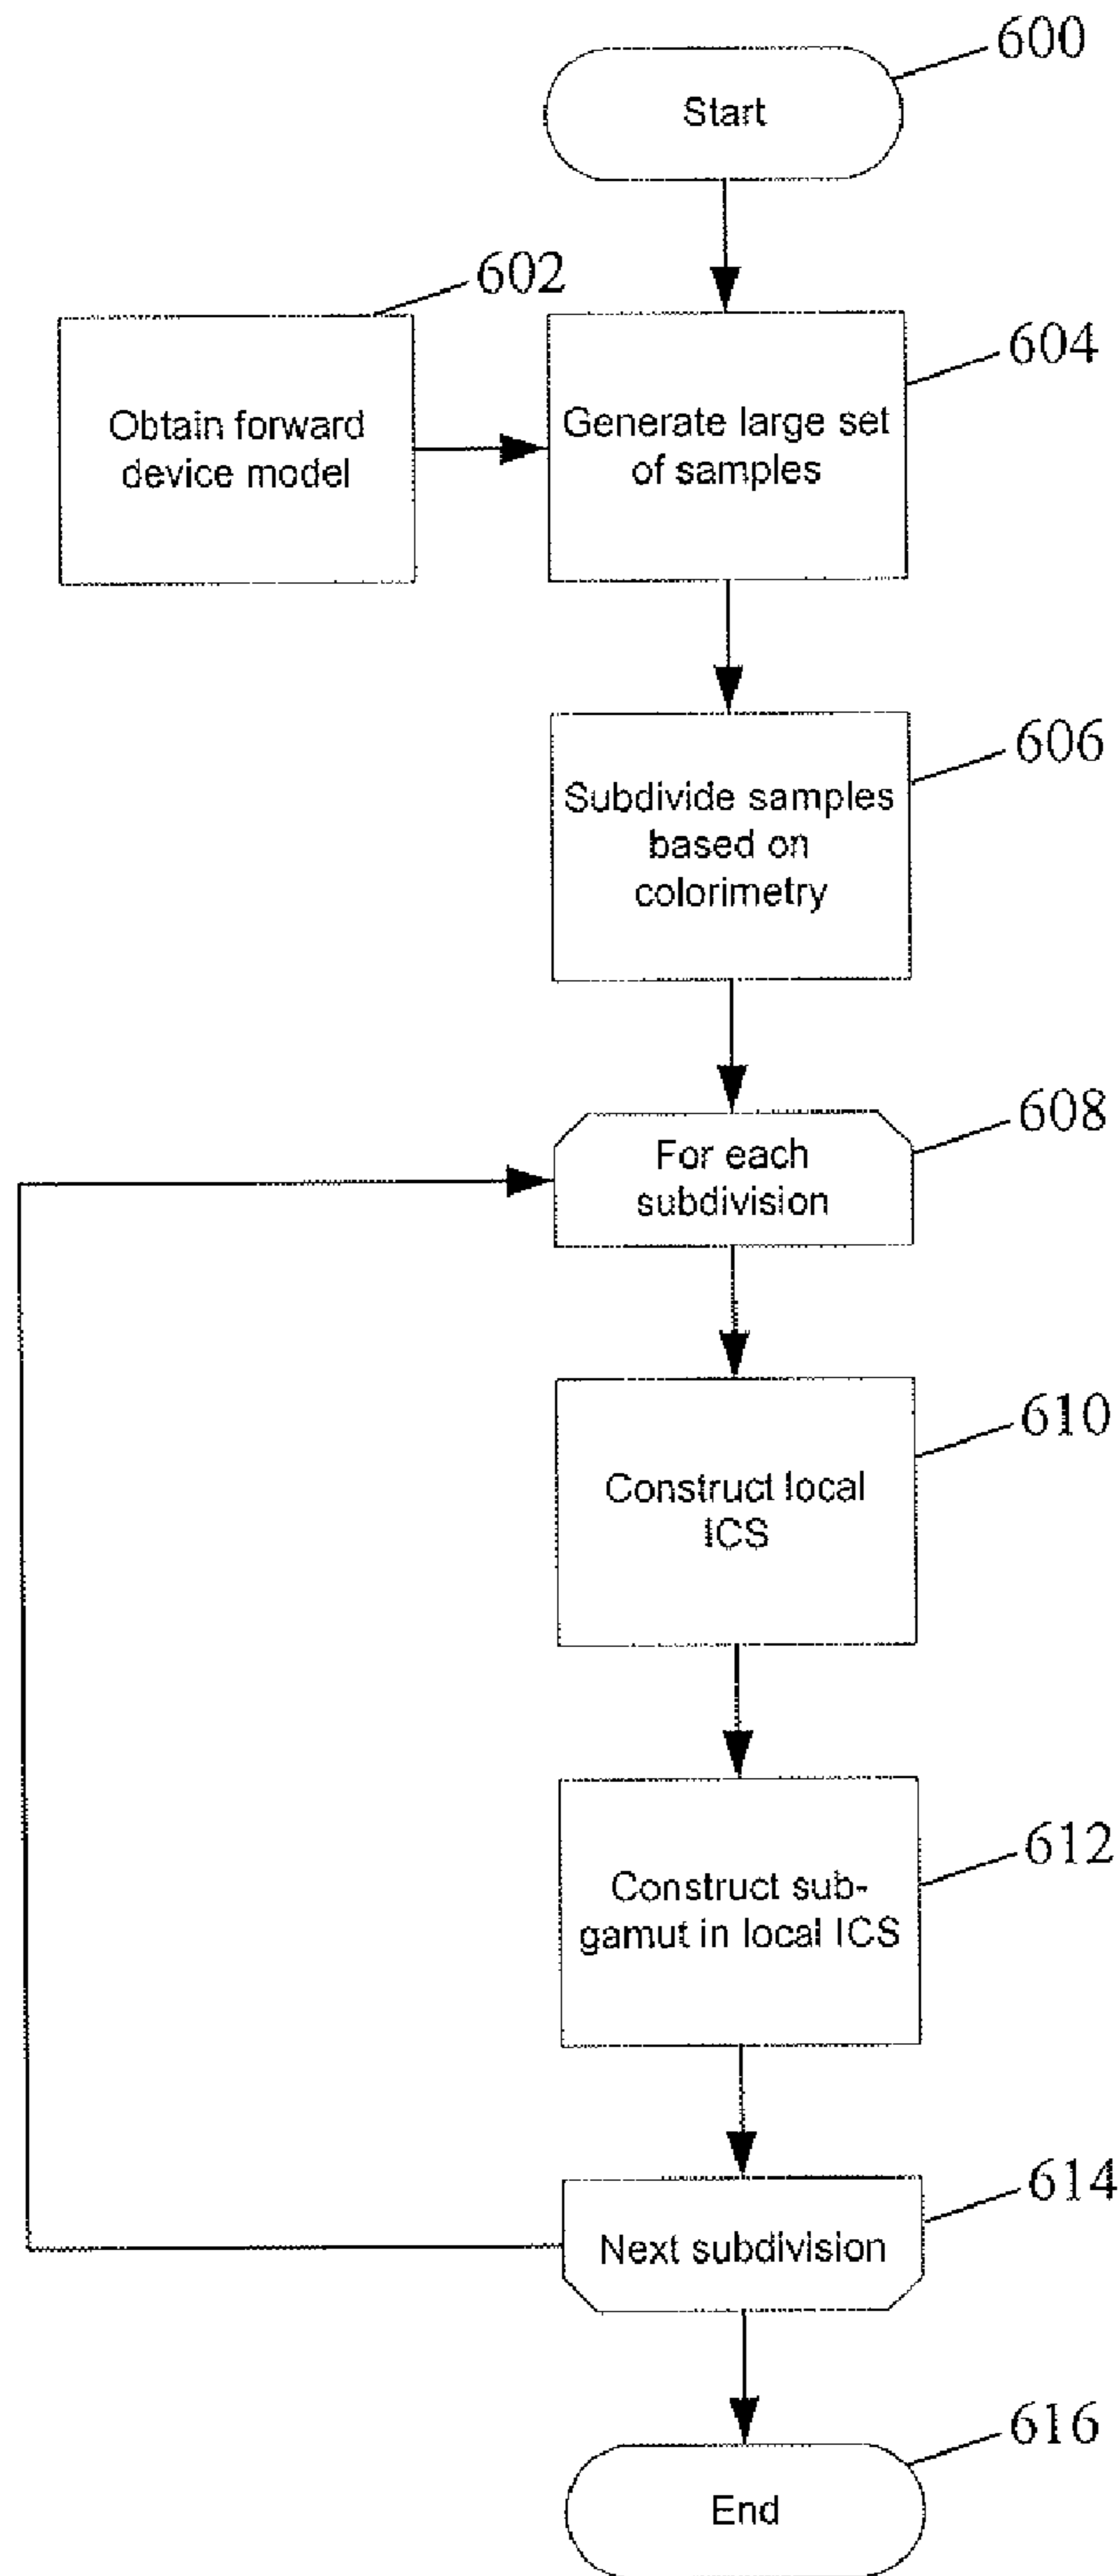 600
Start
602
604
Obtain forward
device model
Generate large set
of samples
606
Subdivide samples
based on
colorimetry
608
For each
subdivision
610
Construct local
ICS
612
Construct sub-
gamut in local ICS
614
Next subdivision
616
End